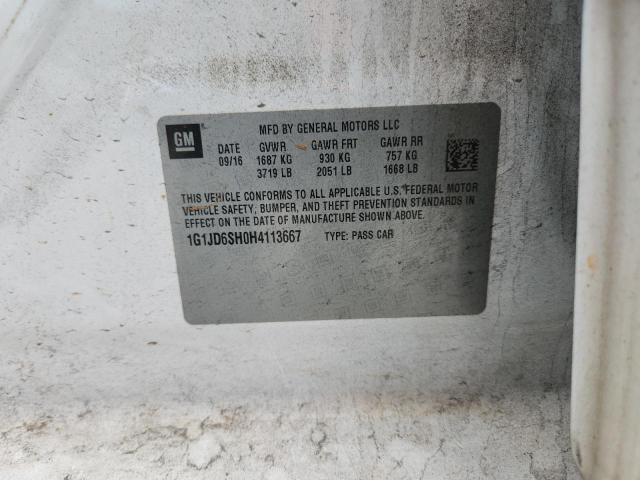 GM
MFD BY GENERAL MOTORS LLC
DATE GVWR GAWR FRT GAWR RR
09/16 1687 KG 930 KG 757 KG
3719 LB 2051 LB 1668 LB
THIS VEHICLE CONFORMS TO ALL APPLICABLE U.S. FEDERAL MOTOR
VEHICLE SAFETY, BUMPER, AND THEFT PREVENTION STANDARDS IN
EFFECT ON THE DATE OF MANUFACTURE SHOWN ABOVE.
1G1JD6SH0H4113667 TYPE: PASS CAR